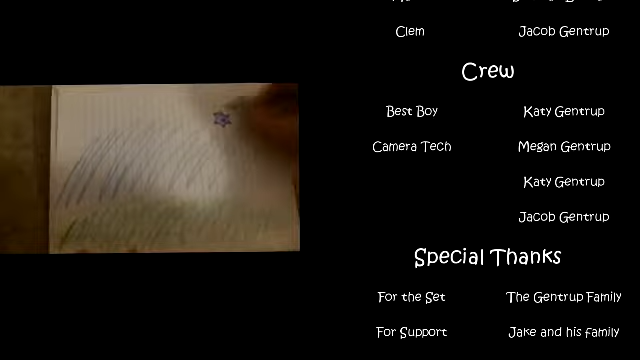 Clem Jacob Gentrup
Crew
Best Boy Katy Gentrup
Camera Tech Megan Gentrup
Katy Gentrup
Jacob Gentrup
Special Thanks
For the Set The Gentrup Family
For Support Jake and his family